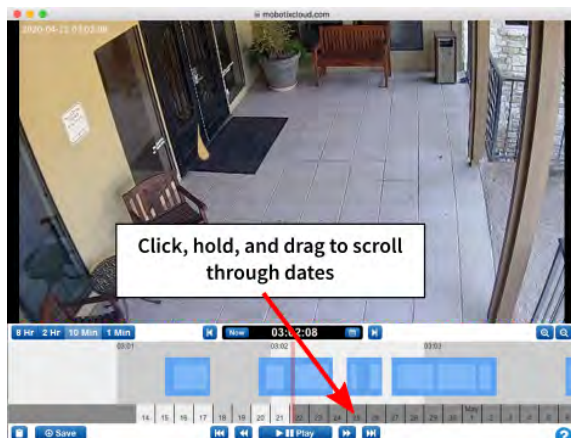 mobotixcloud.com
2020-04-22 03:02:08
Click, hold, and drag to scroll
through dates
8 Hr 2 Hr 10 Min 1 Min Now 03:02:08
03:01 03:02 03:03
May
14 15 16 17 18 19 20 21 22 23 24 25 26 27 28 29 30 1 2 3 4 5 6
Save Play ?